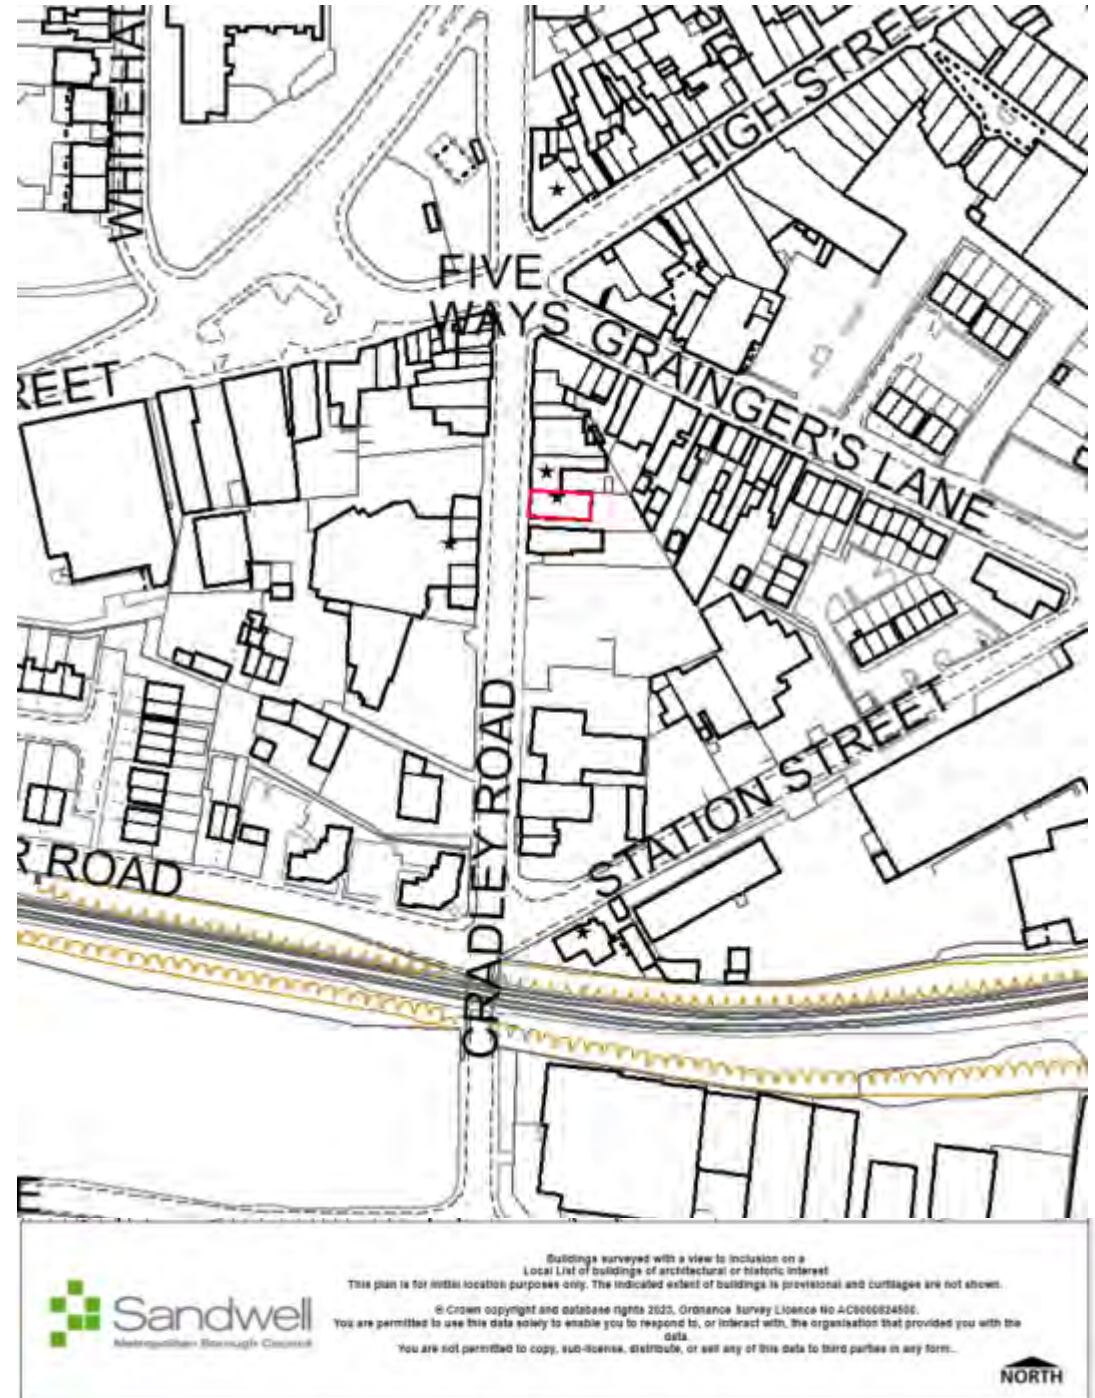 WHITEHA
HIGH STREE
FIVE
WAYS
GRAINGER'S LANE
REET
CRADLEY ROAD
STATION STREET
R ROAD
E
Sandwell
Metropolitan Borough Council
Buildings surveyed with a view to inclusion on a
Local List of buildings of architectural or historic interest
This plan is for initial location purposes only. The indicated extent of buildings is provisional and curtilages are not shown.
© Crown copyright and database rights 2023, Ordnance Survey Licence No
You are permitted to use this data solely to enable you to respond to, or interact with, the organisation that provided you with the
data.
You are not permitted to copy, sub-license, distribute, or sell any of this data to third parties in any form.
NORTH